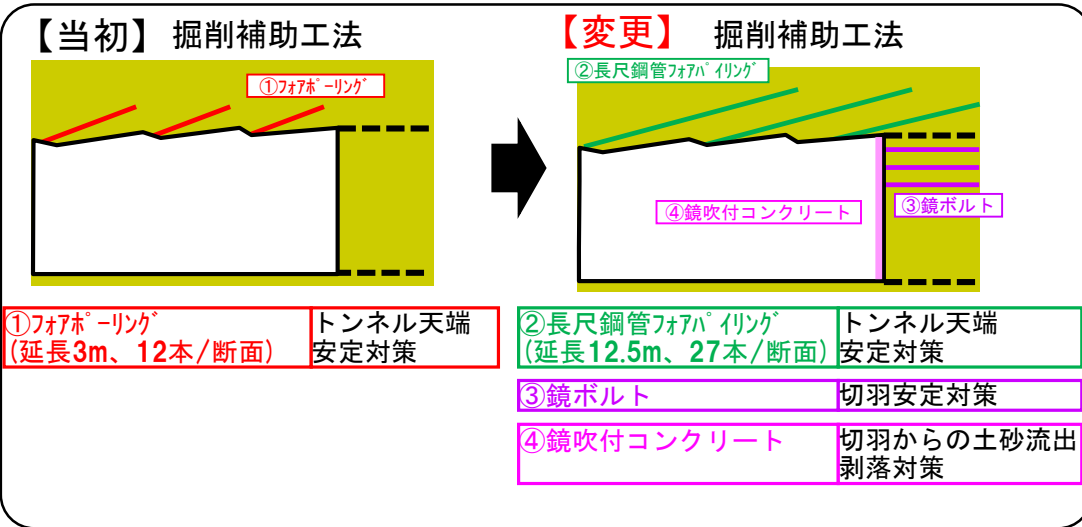 【当初】 掘削補助工法
①ﾌｫｱﾎﾟｰﾘﾝｸﾞ
①ﾌｫｱﾎﾟｰﾘﾝｸﾞ
(延長3m、12本/断面)
トンネル天端
安定対策
【変更】 掘削補助工法
②長尺鋼管ﾌｫｱﾊﾟｲﾘﾝｸﾞ
③鏡ボルト
④鏡吹付コンクリート
②長尺鋼管ﾌｫｱﾊﾟｲﾘﾝｸﾞ
(延長12.5m、27本/断面)
トンネル天端
安定対策
③鏡ボルト
切羽安定対策
④鏡吹付コンクリート
切羽からの土砂流出
剥落対策